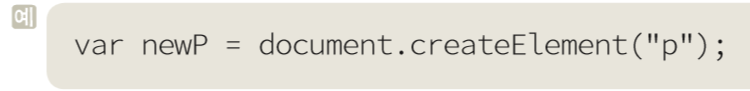 예
var newP = document.createElement("p");